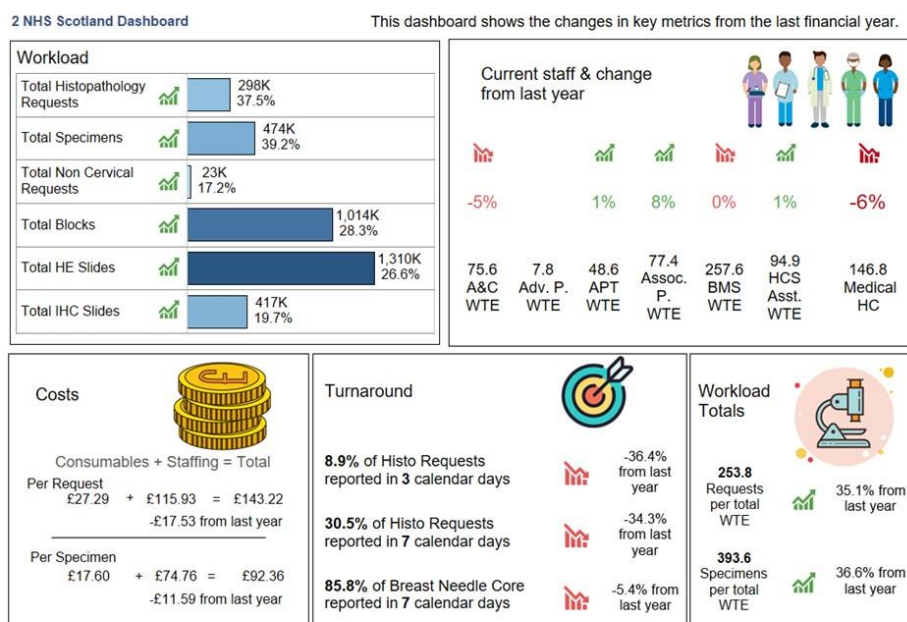 2 NHS Scotland Dashboard
This dashboard shows the changes in key metrics from the last financial year.
Workload
Total Histopathology
Requests
298K
37.5%
Total Specimens
474K
39.2%
Total Non Cervical
Requests
23K
17.2%
Total Blocks
1,014K
28.3%
Total HE Slides
1,310K
26.6%
Total IHC Slides
417K
19.7%
Current staff & change
from last year
-5%
1%
8%
0%
1%
-6%
75.6
A&C
WTE
7.8
Adv. P.
WTE
48.6
APT
WTE
77.4
Assoc.
P.
WTE
257.6
BMS
WTE
94.9
HCS
Asst.
WTE
146.8
Medical
HC
Costs
Consumables + Staffing = Total
Per Request
£27.29 + £115.93 = £143.22
-£17.53 from last year
Per Specimen
£17.60 + £74.76 = £92.36
-£11.59 from last year
Turnaround
8.9% of Histo Requests
reported in 3 calendar days
-36.4%
from last
year
30.5% of Histo Requests
reported in 7 calendar days
-34.3%
from last
year
85.8% of Breast Needle Core
reported in 7 calendar days
-5.4% from
last year
Workload
Totals
253.8
Requests
per total
WTE
35.1% from
last year
393.6
Specimens
per total
WTE
36.6% from
last year